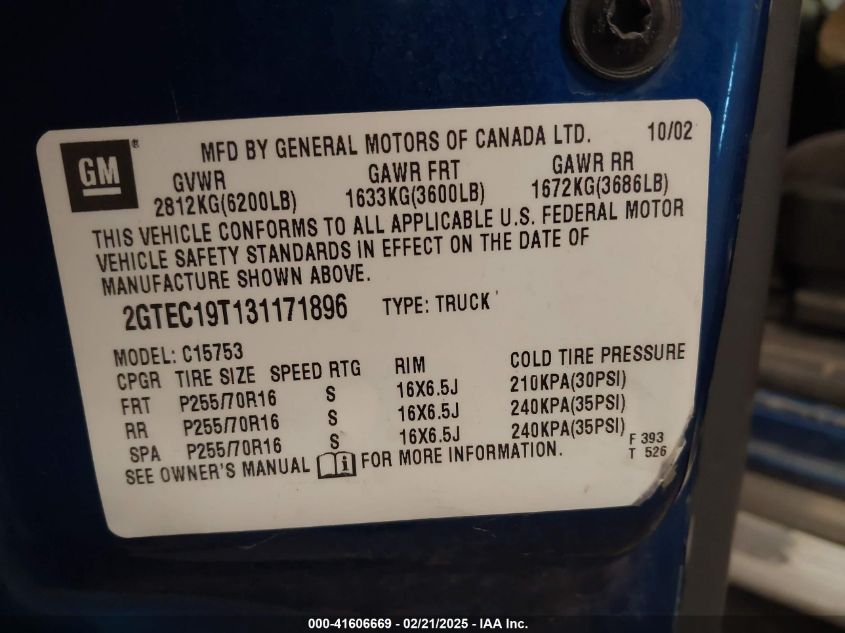 GM ® MFD BY GENERAL MOTORS OF CANADA LTD. 10/02
GVWR GAWR FRT GAWR RR
2812KG(6200LB) 1633KG(3600LB) 1672KG(3686LB)
THIS VEHICLE CONFORMS TO ALL APPLICABLE U.S. FEDERAL MOTOR
VEHICLE SAFETY STANDARDS IN EFFECT ON THE DATE OF
MANUFACTURE SHOWN ABOVE.
2GTEC19T131171896 TYPE: TRUCK
MODEL: C15753
CPGR TIRE SIZE SPEED RTG RIM COLD TIRE PRESSURE
FRT P255/70R16 S 16X6.5J 210KPA(30PSI)
RR P255/70R16 S 16X6.5J 240KPA(35PSI)
SPA P255/70R16 S 16X6.5J 240KPA(35PSI)
SEE OWNER'S MANUAL i FOR MORE INFORMATION.
F 393
T 526
000-41606669 - 02/21/2025 - IAA Inc.